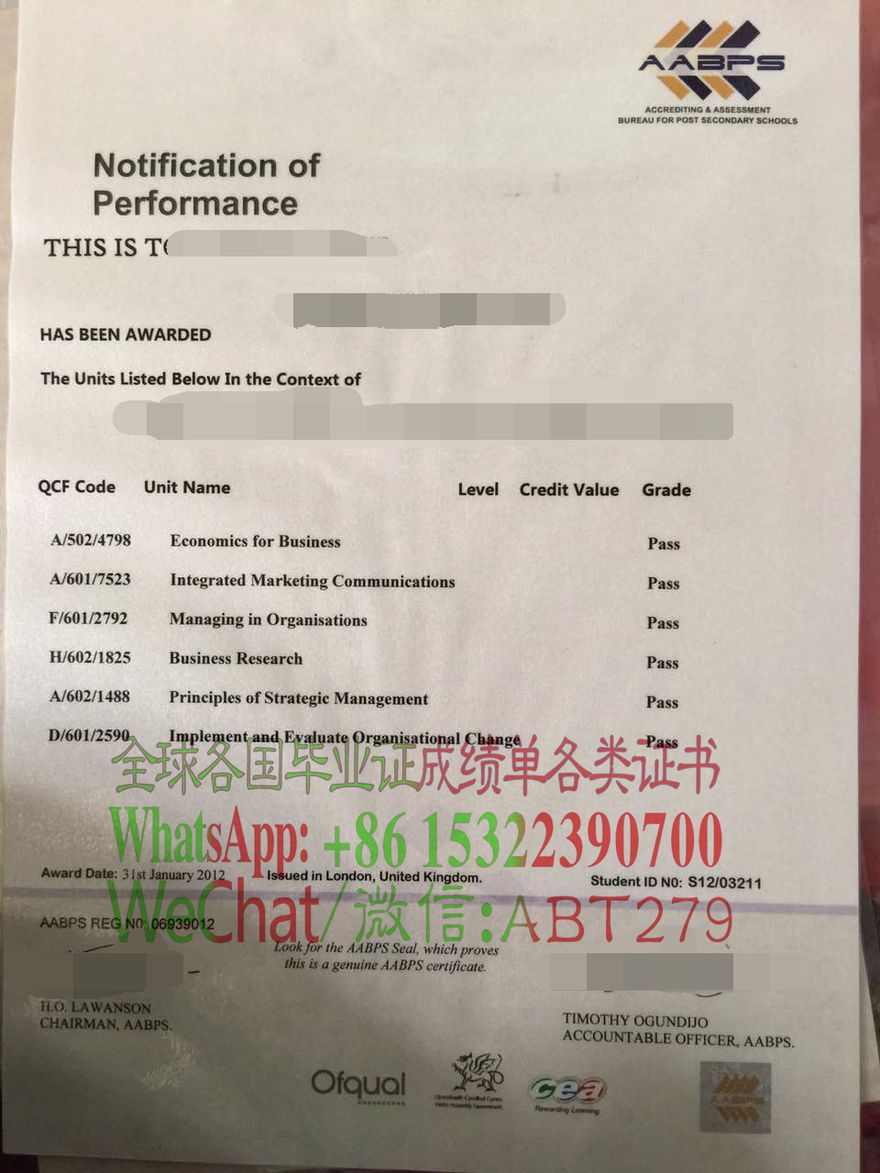 AABPS
ACCREDITING & ASSESSMENT
BUREAU FOR POST SECONDARY SCHOOLS
Notification of
Performance
THIS IS TO
HAS BEEN AWARDED
The Units Listed Below In the Context of
QCF Code Unit Name Level Credit Value Grade
A/502/4798 Economics for Business Pass
A/601/7523 Integrated Marketing Communications Pass
F/601/2792 Managing in Organisations Pass
H/602/1825 Business Research Pass
A/602/1488 Principles of Strategic Management Pass
D/601/2590 Implement and Evaluate Organisational Change Pass
全球各国毕业证成绩单各类证书
WhatsApp: +86 15322390700
Award Date: 31st January 2012 Issued in London, United Kingdom. Student ID N0: S12/03211
WeChat/微信:ABT279
AABPS REG N0: 06939012
Look for the AABPS Seal, which proves
this is a genuine AABPS certificate.
H.O. LAWANSON
CHAIRMAN, AABPS.
TIMOTHY OGUNDIJO
ACCOUNTABLE OFFICER, AABPS.
Ofqual
Llywodraeth Cynulliad Cymru
Welsh Assembly Government
cea
Rewarding Learning
AABPS